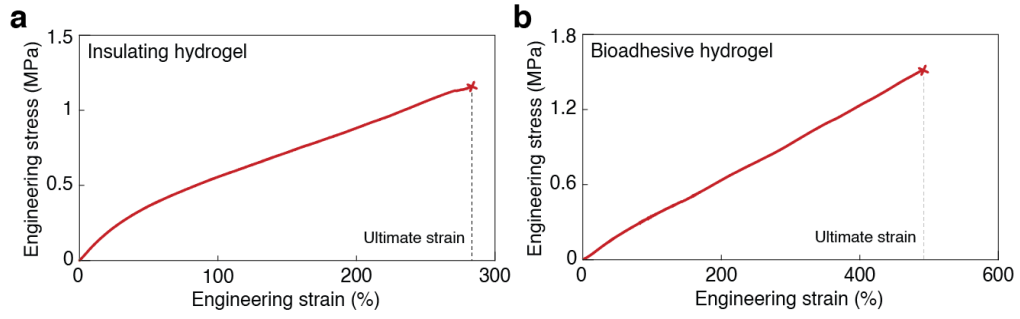 a
Insulating hydrogel
Engineering stress (MPa)
1.5
1
0.5
0
Ultimate strain
0 100 200 300
Engineering strain (%)
b
Bioadhesive hydrogel
Engineering stress (MPa)
1.8
1.2
0.6
0
Ultimate strain
0 200 400 600
Engineering strain (%)